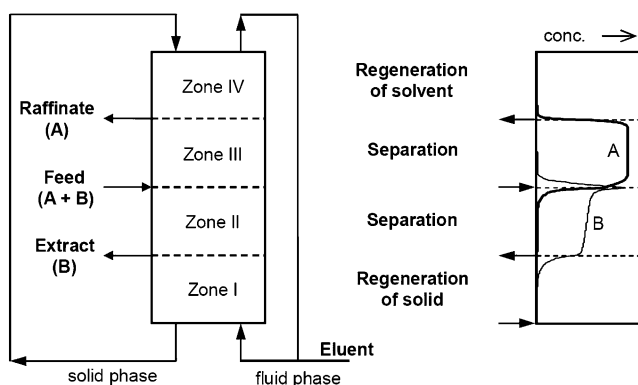 conc.
Zone IV
Regeneration
of solvent
Raffinate
(A)
Zone III
Separation
A
Feed
(A + B)
Zone II
Separation
B
Extract
(B)
Zone I
Regeneration
of solid
Eluent
solid phase
fluid phase